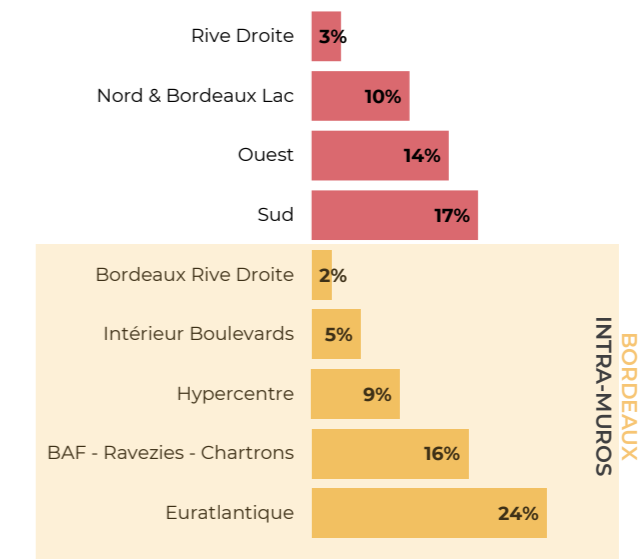 Rive Droite 3%
Nord & Bordeaux Lac 10%
Ouest 14%
Sud 17%
Bordeaux Rive Droite 2%
Intérieur Boulevards 5%
Hypercentre 9%
BAF - Ravezies - Chartrons 16%
Euratlantique 24%
BORDEAUX
INTRA-MUROS